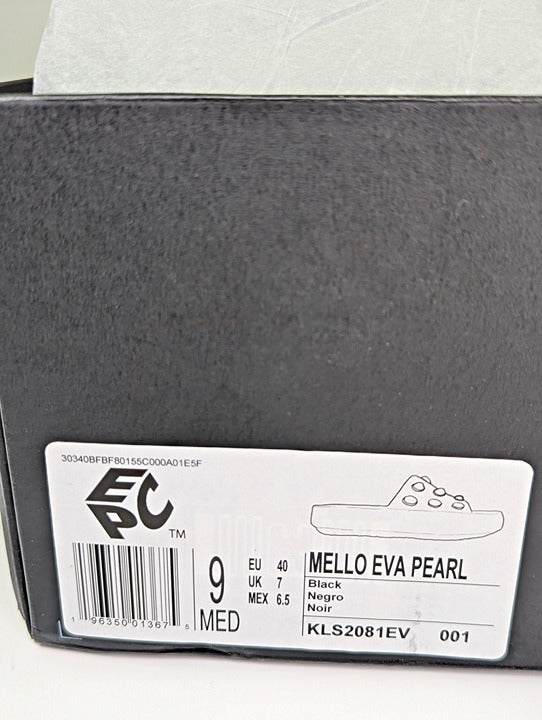 30340BFBF80155C000A01E5F
EPC TM
1 96350 01367 5
9
MED
EU 40
UK 7
MEX 6.5
MELLO EVA PEARL
Black
Negro
Noir
KLS2081EV 001